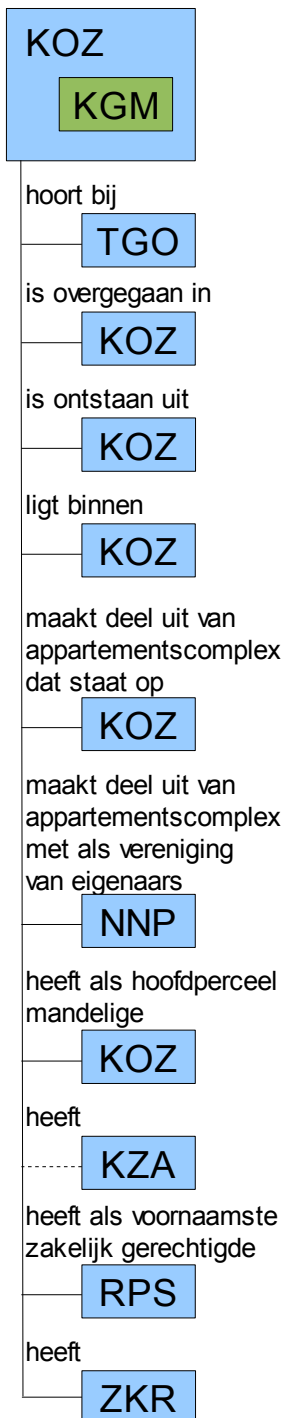 KOZ
KGM
hoort bij
TGO
is overgegaan in
KOZ
is ontstaan uit
KOZ
ligt binnen
KOZ
maakt deel uit van
appartementscomplex
dat staat op
KOZ
maakt deel uit van
appartementscomplex
met als vereniging
van eigenaars
NNP
heeft als hoofdperceel
mandelige
KOZ
heeft
KZA
heeft als voornaamste
zakelijk gerechtigde
RPS
heeft
ZKR